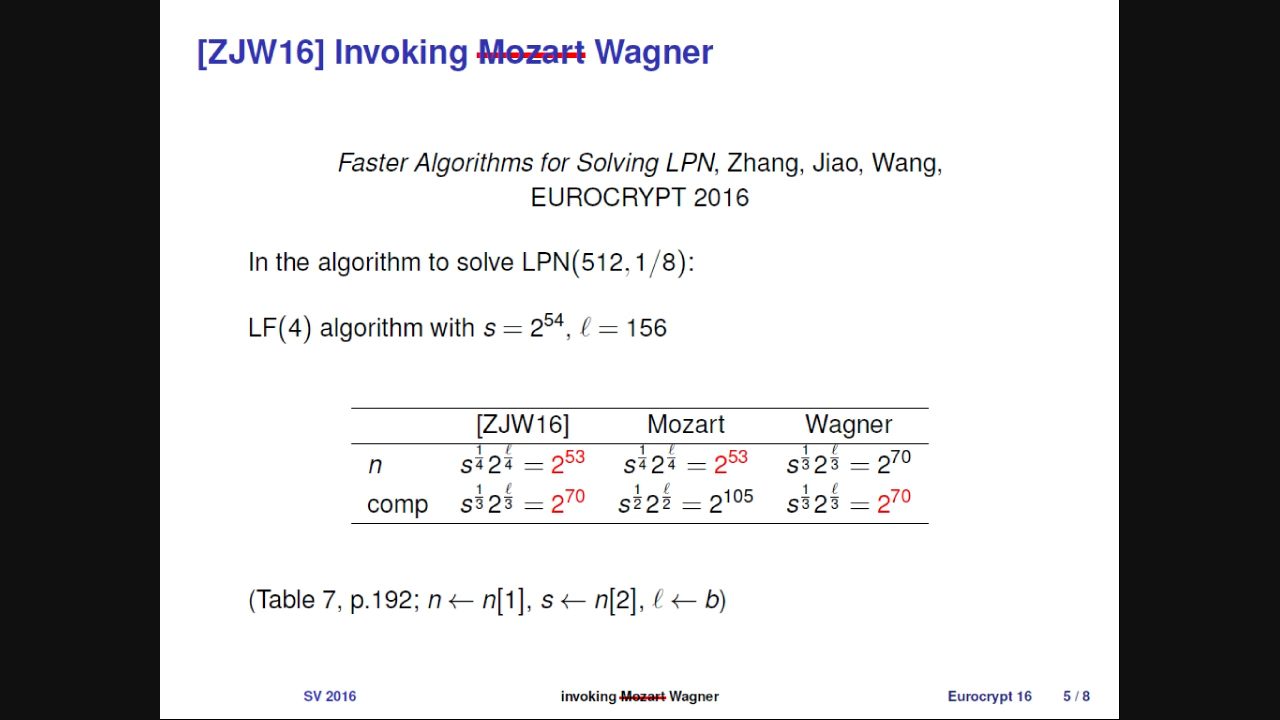 [ZJW16] Invoking Mozart Wagner
Faster Algorithms for Solving LPN, Zhang, Jiao, Wang,
EUROCRYPT 2016
In the algorithm to solve LPN(512, 1/8):
LF(4) algorithm with s = 2^54, ℓ = 156
[ZJW16] Mozart Wagner
n s^{1/4} 2^{ℓ/4} = 2^53 s^{1/4} 2^{ℓ/4} = 2^53 s^{1/3} 2^{ℓ/3} = 2^70
comp s^{1/3} 2^{ℓ/3} = 2^70 s^{1/2} 2^{ℓ/2} = 2^105 s^{1/3} 2^{ℓ/3} = 2^70
(Table 7, p.192; n ← n[1], s ← n[2], ℓ ← b)
SV 2016 invoking Mozart Wagner Eurocrypt 16 5 / 8